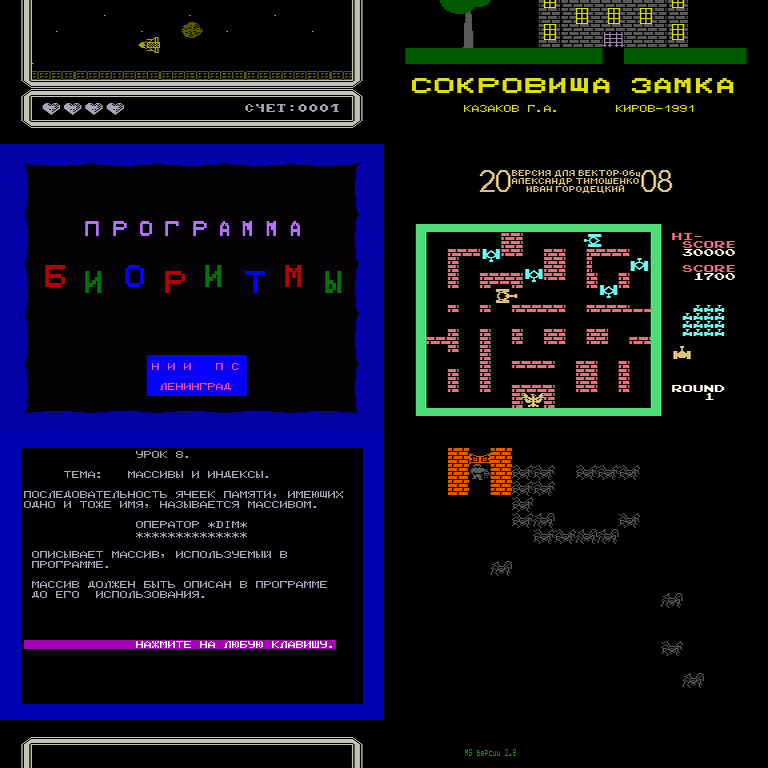 СЧЕТ:0001
СОКРОВИЩА ЗАМКА
КАЗАКОВ Г.А. КИРОВ-1991
ПРОГРАММА
БИОРИТМЫ
НИИ ПС
ЛЕНИНГРАД
20 ВЕРСИЯ ДЛЯ ВЕКТОР-06ц 08
АЛЕКСАНДР ТИМОШЕНКО
ИВАН ГОРОДЕЦКИЙ
HI-
SCORE
30000
SCORE
1700
ROUND
1
УРОК 8.
ТЕМА: МАССИВЫ И ИНДЕКСЫ.
ПОСЛЕДОВАТЕЛЬНОСТЬ ЯЧЕЕК ПАМЯТИ, ИМЕЮЩИХ
ОДНО И ТОЖЕ ИМЯ, НАЗЫВАЕТСЯ МАССИВОМ.
ОПЕРАТОР *DIM*
**************
ОПИСЫВАЕТ МАССИВ, ИСПОЛЬЗУЕМЫЙ В
ПРОГРАММЕ.
МАССИВ ДОЛЖЕН БЫТЬ ОПИСАН В ПРОГРАММЕ
ДО ЕГО ИСПОЛЬЗОВАНИЯ.
НАЖМИТЕ НА ЛЮБУЮ КЛАВИШУ.